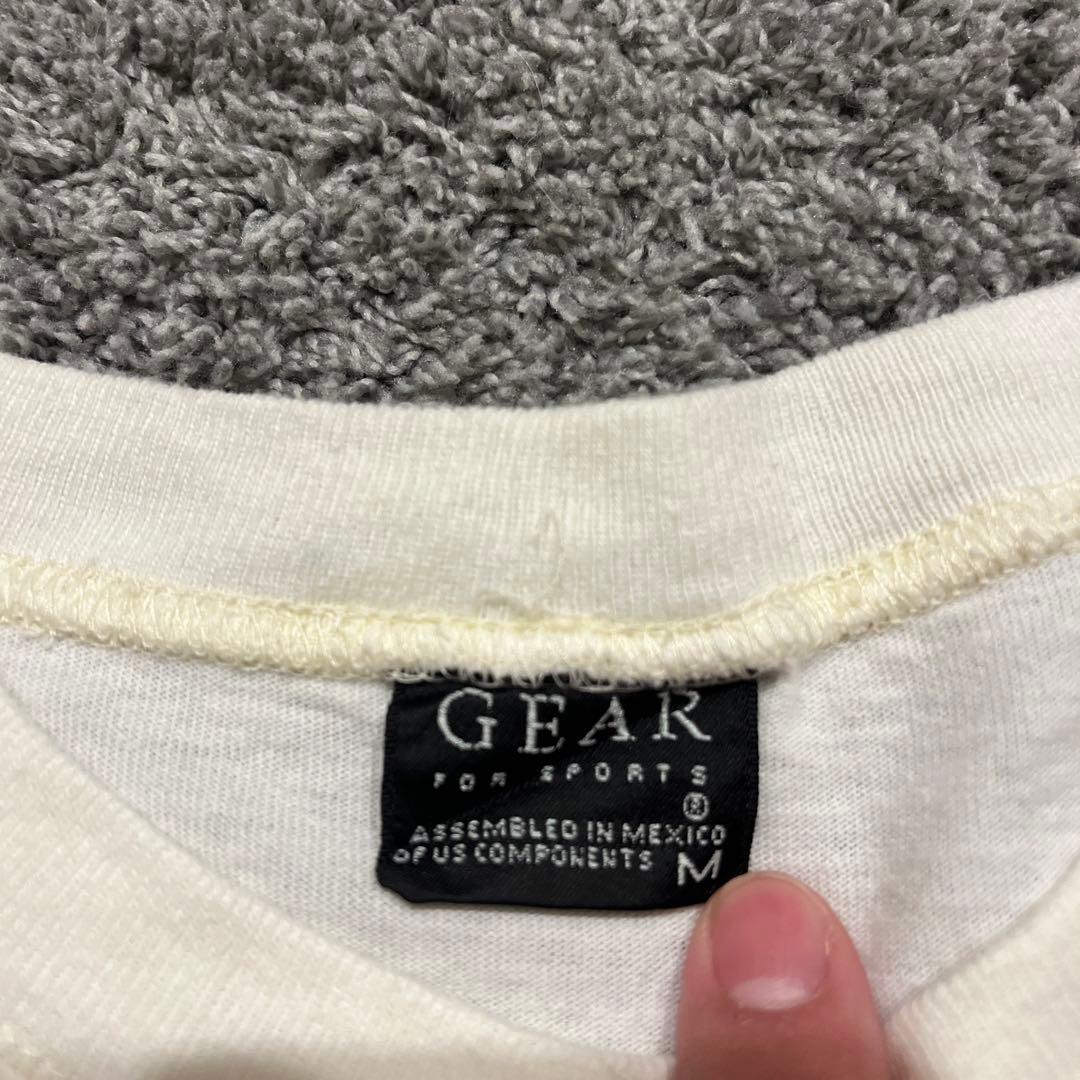 GEAR
FOR SPORTS
®
ASSEMBLED IN MEXICO
OF US COMPONENTS
M